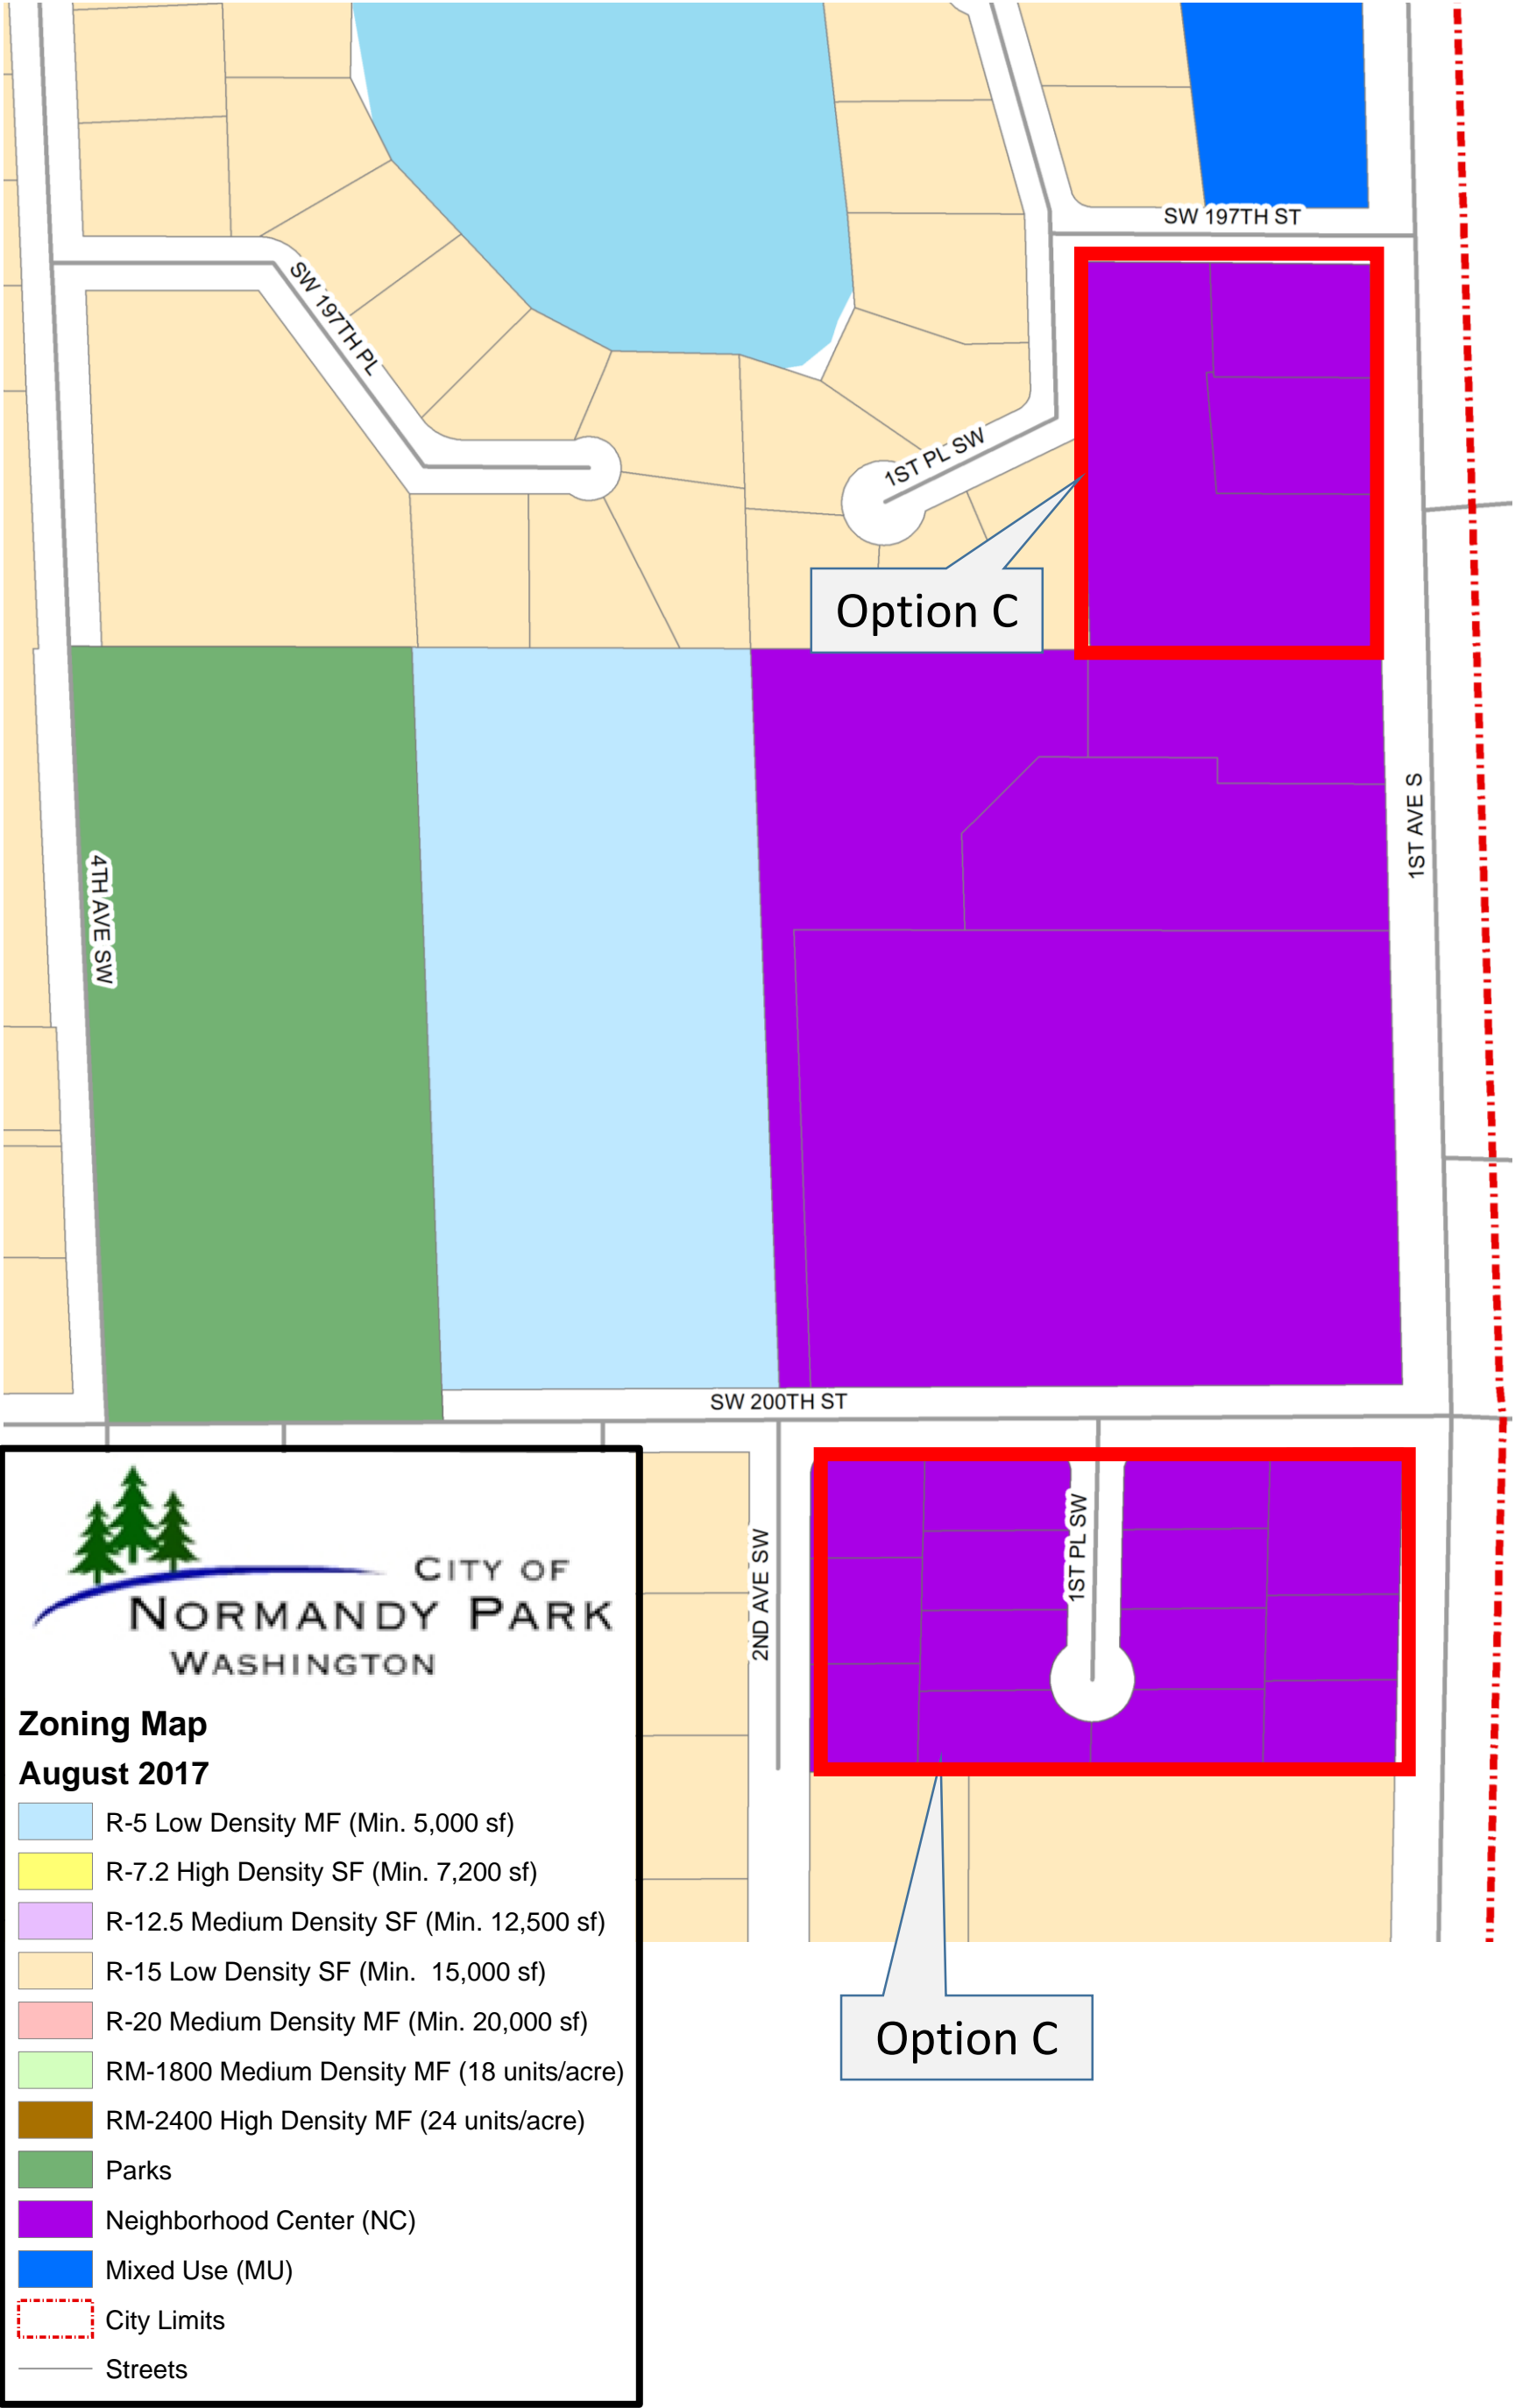 SW 197TH ST
SW 197TH PL
1ST PL SW
Option C
1ST AVE S
4TH AVE SW
SW 200TH ST
2ND AVE SW
1ST PL SW
CITY OF
NORMANDY PARK
WASHINGTON
Zoning Map
August 2017
R-5 Low Density MF (Min. 5,000 sf)
R-7.2 High Density SF (Min. 7,200 sf)
R-12.5 Medium Density SF (Min. 12,500 sf)
R-15 Low Density SF (Min. 15,000 sf)
R-20 Medium Density MF (Min. 20,000 sf)
RM-1800 Medium Density MF (18 units/acre)
RM-2400 High Density MF (24 units/acre)
Parks
Neighborhood Center (NC)
Mixed Use (MU)
City Limits
Streets
Option C